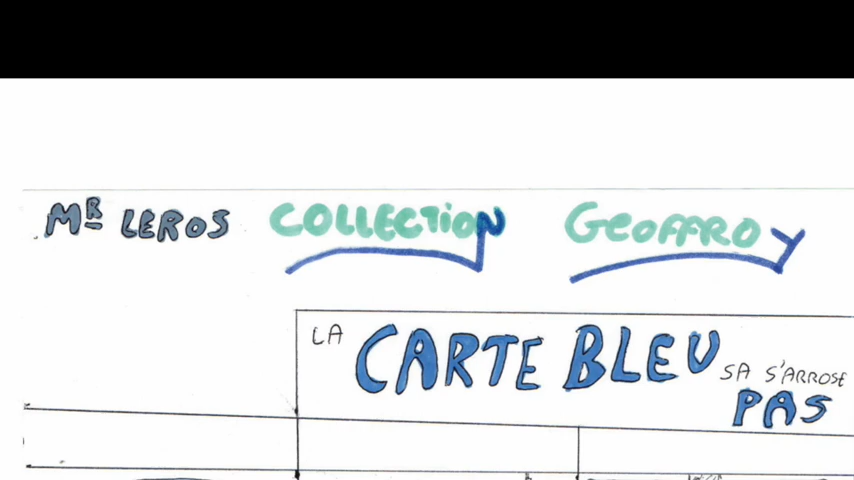 MR LEROS COLLECTION GEOFFROY
LA CARTE BLEU SA S'ARROSE
PAS